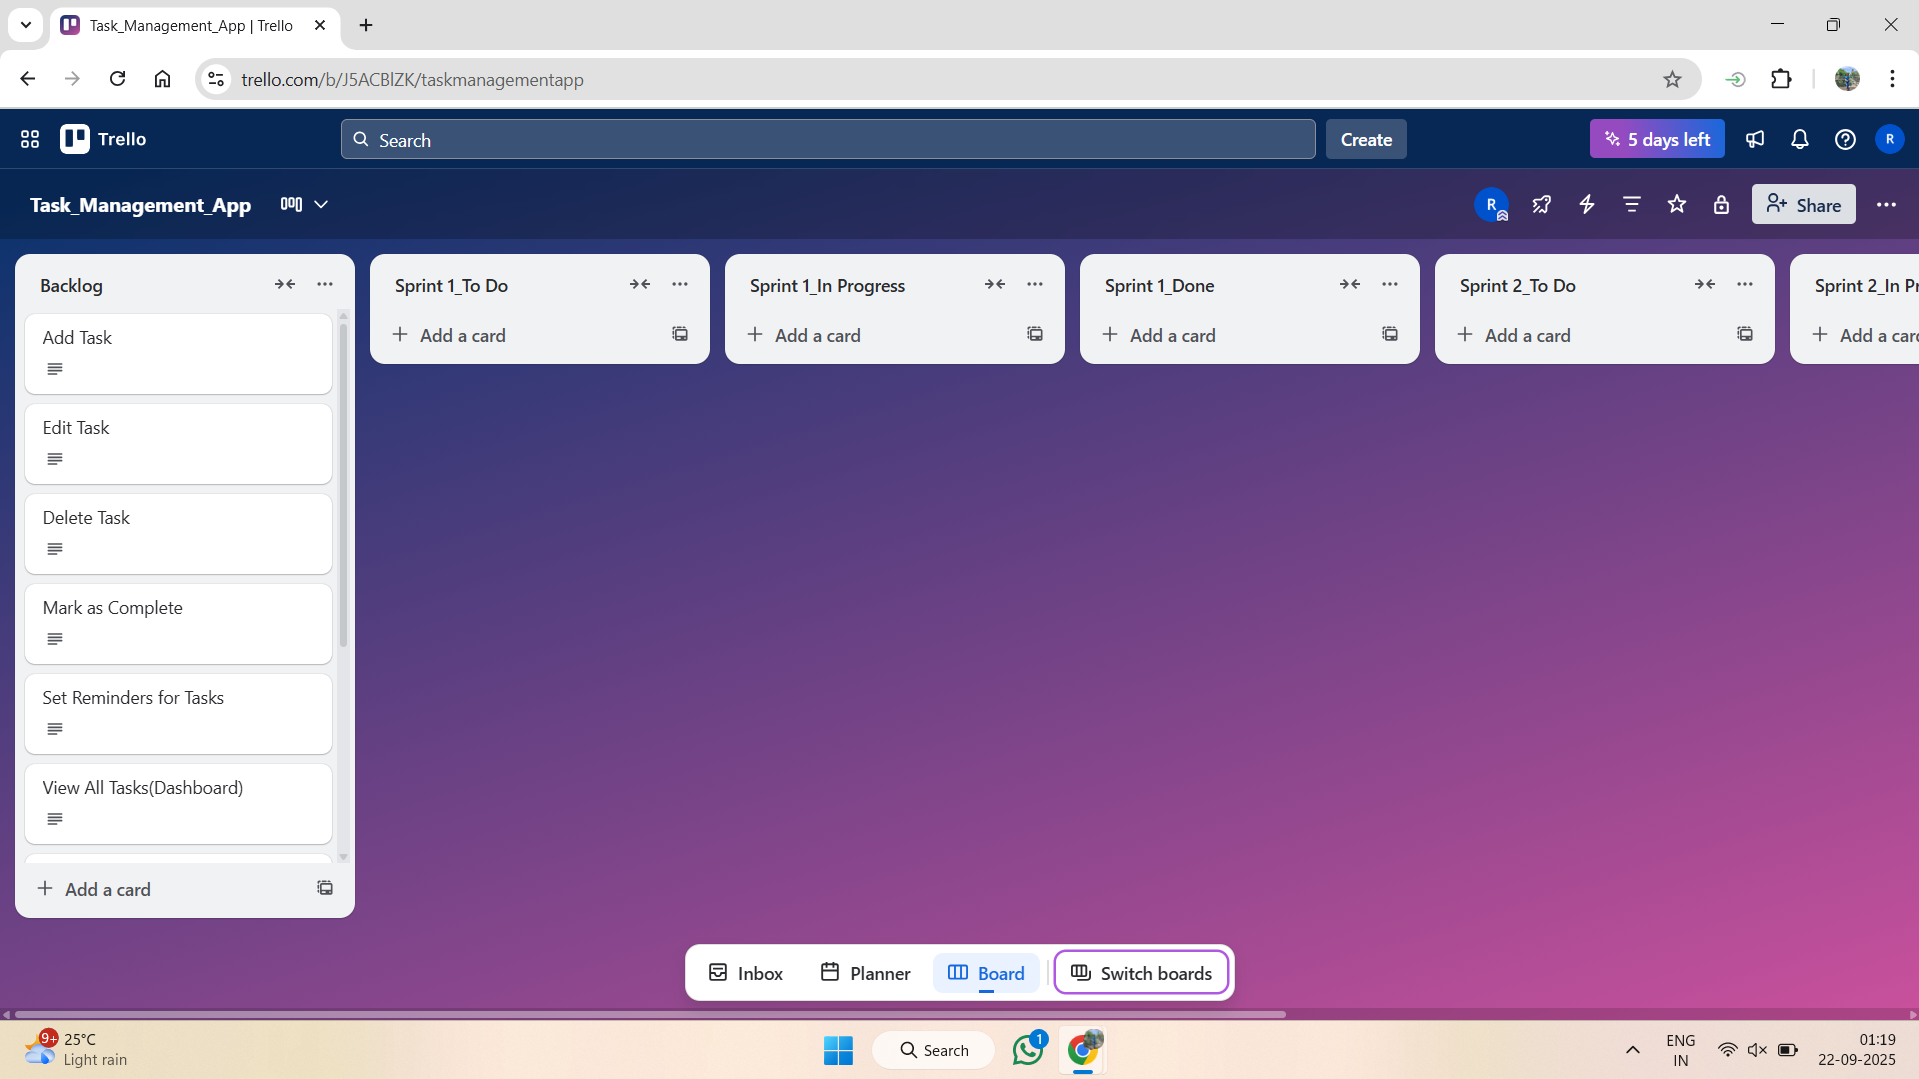 Task_Management_App | Trello
trello.com/b/J5ACBlZK/taskmanagementapp
Trello
Search
Create
5 days left
R
Task_Management_App
R
Share
Backlog
Add Task
Edit Task
Delete Task
Mark as Complete
Set Reminders for Tasks
View All Tasks(Dashboard)
Add a card
Sprint 1_To Do
Add a card
Sprint 1_In Progress
Add a card
Sprint 1_Done
Add a card
Sprint 2_To Do
Add a card
Sprint 2_In Pr
Add a card
Inbox
Planner
Board
Switch boards
9+
25°C
Light rain
Search
1
ENG
IN
01:19
22-09-2025